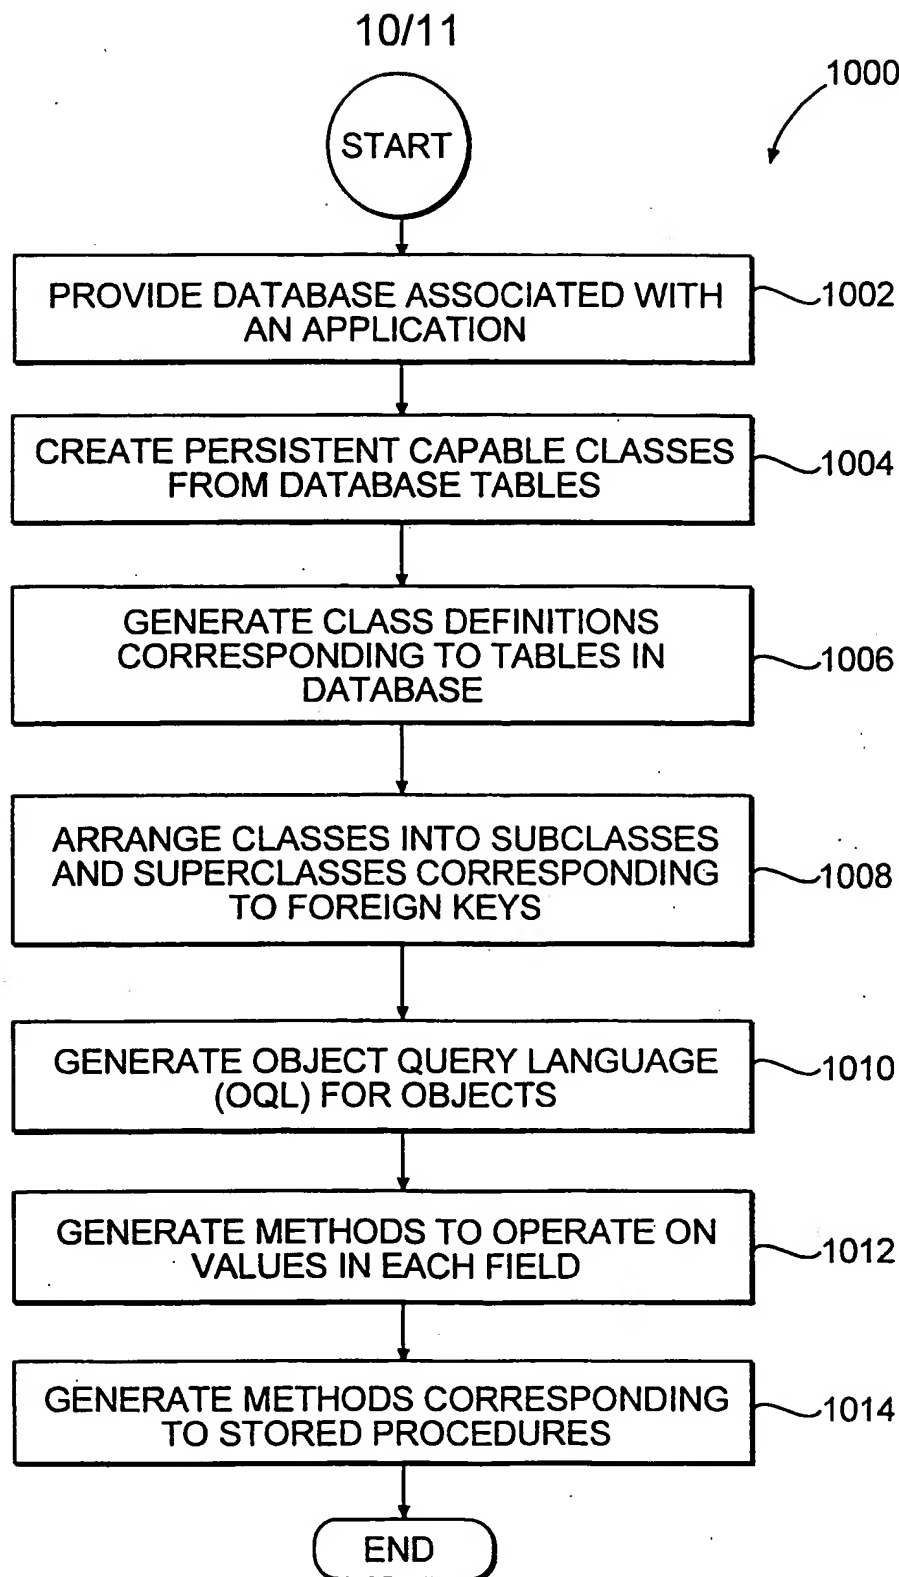 10/11
1000
START
PROVIDE DATABASE ASSOCIATED WITH
AN APPLICATION
1002
CREATE PERSISTENT CAPABLE CLASSES
FROM DATABASE TABLES
1004
GENERATE CLASS DEFINITIONS
CORRESPONDING TO TABLES IN
DATABASE
1006
ARRANGE CLASSES INTO SUBCLASSES
AND SUPERCLASSES CORRESPONDING
TO FOREIGN KEYS
1008
GENERATE OBJECT QUERY LANGUAGE
(OQL) FOR OBJECTS
1010
GENERATE METHODS TO OPERATE ON
VALUES IN EACH FIELD
1012
GENERATE METHODS CORRESPONDING
TO STORED PROCEDURES
1014
END